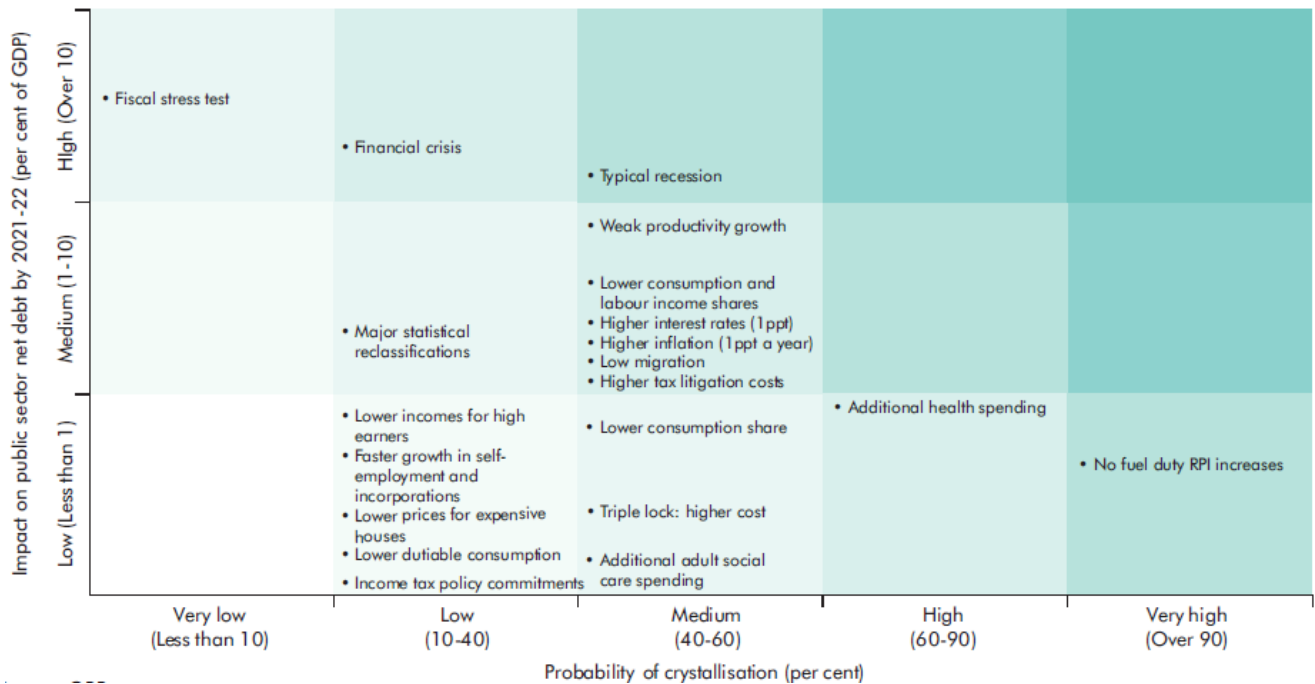 Impact on public sector net debt by 2021-22 (per cent of GDP)
HIgh (Over 10)
• Fiscal stress test
• Financial crisis
• Typical recession
Medium (1-10)
• Major statistical
reclassifications
• Weak productivity growth
• Lower consumption and
labour income shares
• Higher interest rates (1ppt)
• Higher inflation (1ppt a year)
• Low migration
• Higher tax litigation costs
Low (Less than 1)
• Lower incomes for high
earners
• Faster growth in self-
employment and
incorporations
• Lower prices for expensive
houses
• Lower dutiable consumption
• Income tax policy commitments
• Lower consumption share
• Triple lock: higher cost
• Additional adult social
care spending
• Additional health spending
• No fuel duty RPI increases
Very low
(Less than 10)
Low
(10-40)
Medium
(40-60)
High
(60-90)
Very high
(Over 90)
Probability of crystallisation (per cent)